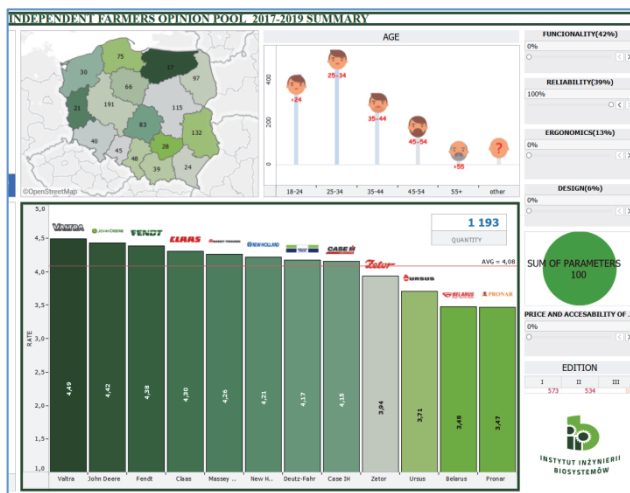 INDEPENDENT FARMERS OPINION POOL 2017-2019 SUMMARY
75
17
30
97
66
21
191
115
83
132
40
45
28
48
39
24
©OpenStreetMap
AGE
400
200
0
<24
25-34
35-44
45-54
>55
?
18-24 25-34 35-44 45-54 55+ other
FUNCIONALITY(42%)
0%
RELIABILITY(39%)
100%
ERGONOMICS(13%)
0%
DESIGN(6%)
0%
SUM OF PARAMETERS
100
PRICE AND ACCESABILITY OF ..
0%
EDITION
I II III
573 534
INSTYTUT INŻYNIERII
BIOSYSTEMÓW
1 193
QUANTITY
AVG = 4,08
RATE
5,0
4,5
4,0
3,5
3,0
2,5
2,0
1,5
1,0
VALTRA JOHN DEERE FENDT CLAAS MASSEY FERGUSON NEW HOLLAND CASE IH Zetor URSUS BELARUS PRONAR
4,49 4,42 4,38 4,30 4,26 4,21 4,17 4,15 3,94 3,71 3,48 3,47
Valtra John Deere Fendt Claas Massey .. New H.. Deutz-Fahr Case IH Zetor Ursus Belarus Pronar